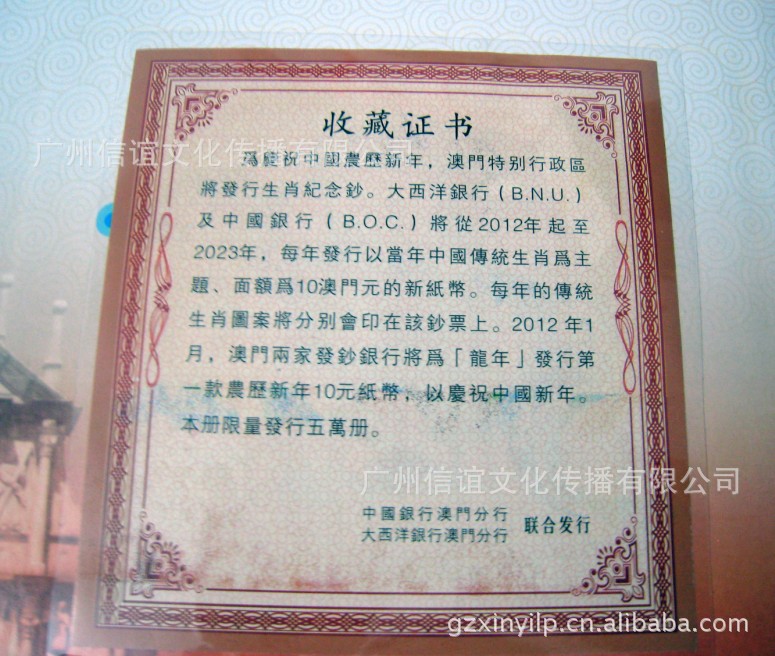 收藏证书
广州信谊文化传播有限公司
爲慶祝中國農歷新年，澳門特别行政區
將發行生肖紀念鈔。大西洋銀行（B.N.U.）
及中國銀行（B.O.C.）將從2012年起至
2023年，每年發行以當年中國傳統生肖爲主
題、面額爲10澳門元的新紙幣。每年的傳統
生肖圖案將分别會印在該鈔票上。2012年1
月，澳門兩家發鈔銀行將爲「龍年」發行第
一款農歷新年10元紙幣，以慶祝中國新年。
本册限量發行五萬册。
广州信谊文化传播有限公司
中國銀行澳門分行
大西洋銀行澳門分行
联合发行
gzxinyilp.cn.alibaba.com